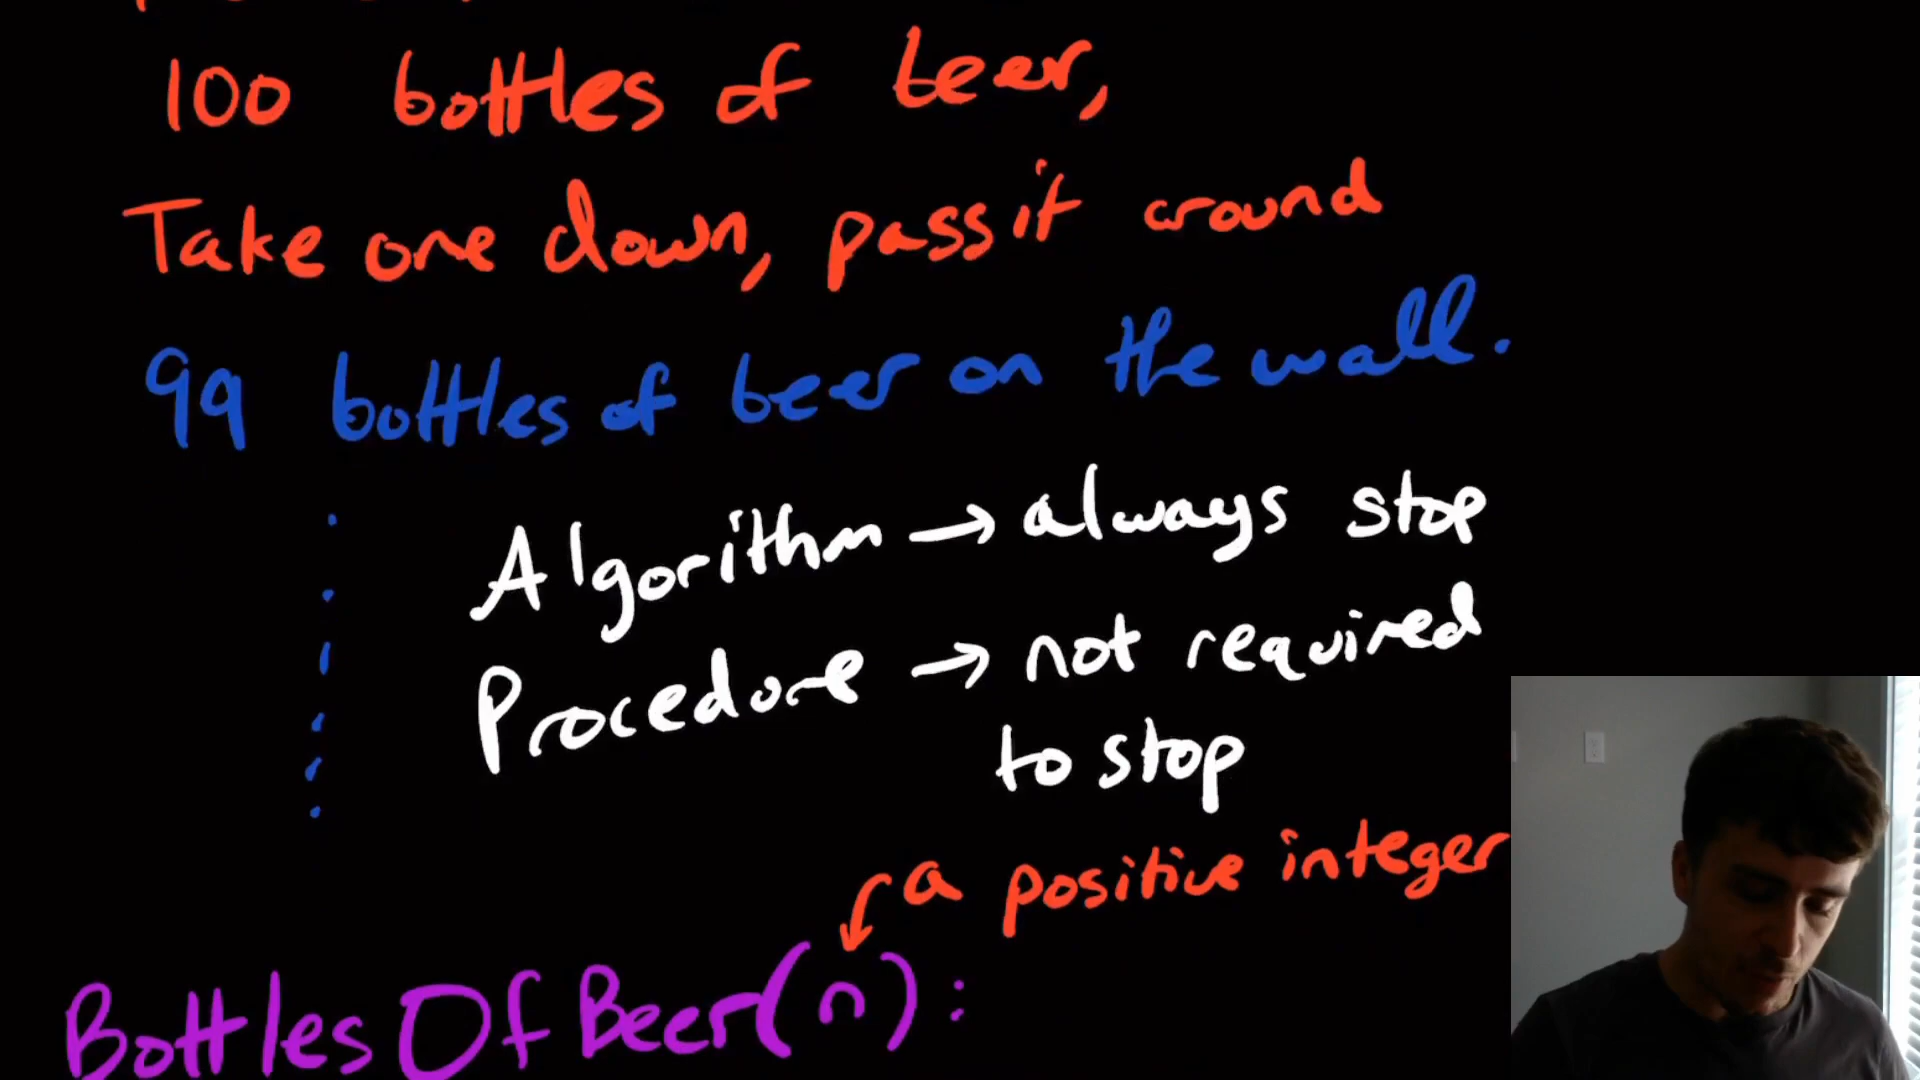 100 bottles of beer,
Take one down, pass it around
99 bottles of beer on the wall.
Algorithm → always stop
Procedure → not required
to stop
a positive integer
BottlesOfBeer(n):